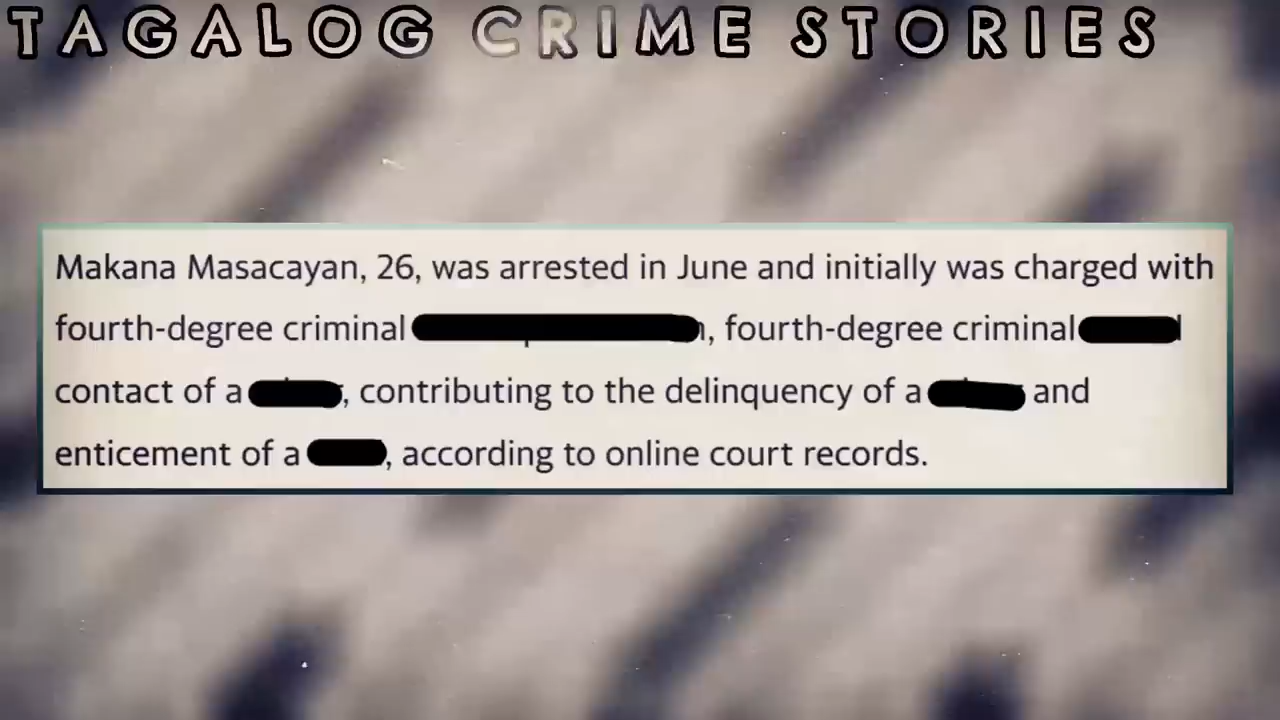 TAGALOG CRIME STORIES
Makana Masacayan, 26, was arrested in June and initially was charged with
fourth-degree criminal , fourth-degree criminal
contact of a , contributing to the delinquency of a and
enticement of a , according to online court records.